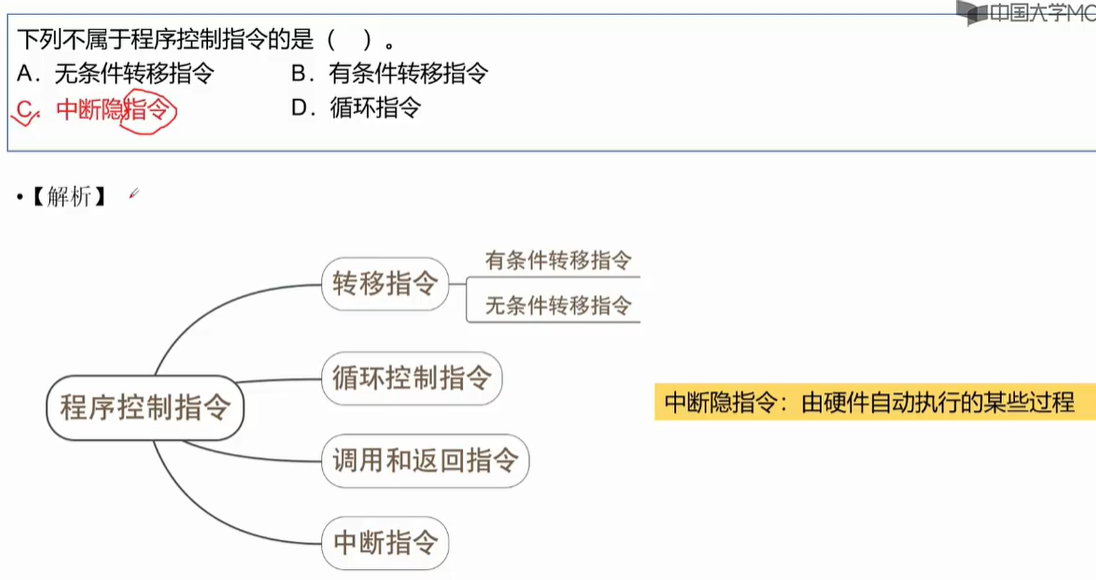 中国大学MO
下列不属于程序控制指令的是（　）。
A．无条件转移指令　　B．有条件转移指令
C．中断隐指令　　D．循环指令
•【解析】
有条件转移指令
转移指令
无条件转移指令
循环控制指令
程序控制指令
中断隐指令：由硬件自动执行的某些过程
调用和返回指令
中断指令